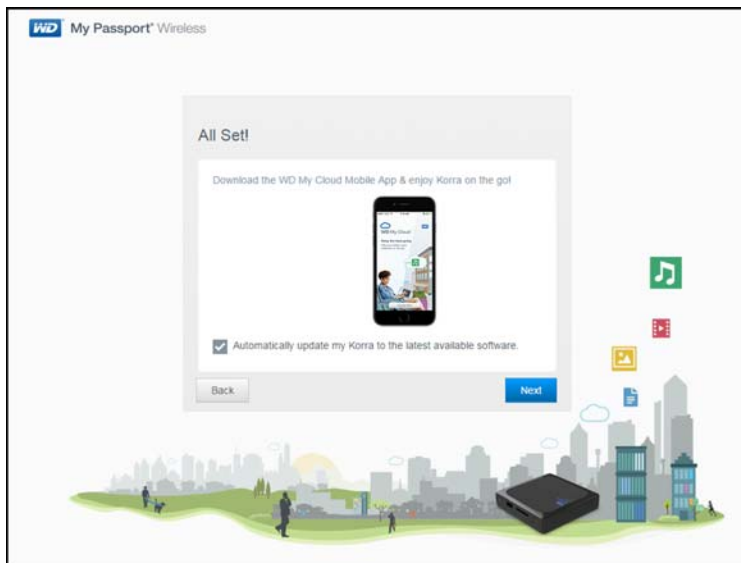 WD My Passport® Wireless
All Set!
Download the WD My Cloud Mobile App & enjoy Korra on the go!
WD My Cloud
Automatically update my Korra to the latest available software.
Back
Next